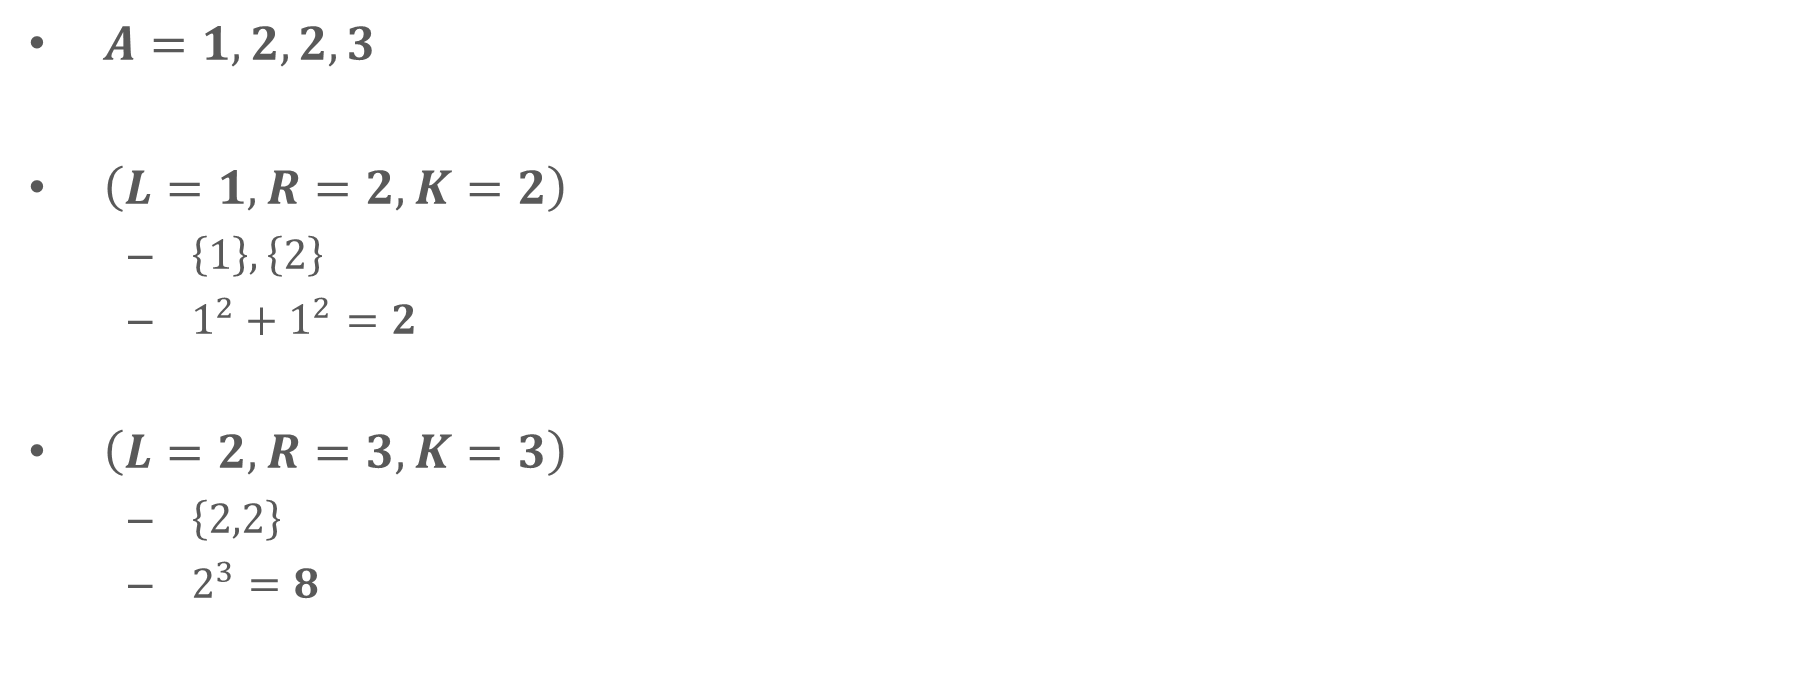 • A = 1, 2, 2, 3
• (L = 1, R = 2, K = 2)
– {1}, {2}
– 1² + 1² = 2
• (L = 2, R = 3, K = 3)
– {2,2}
– 2³ = 8